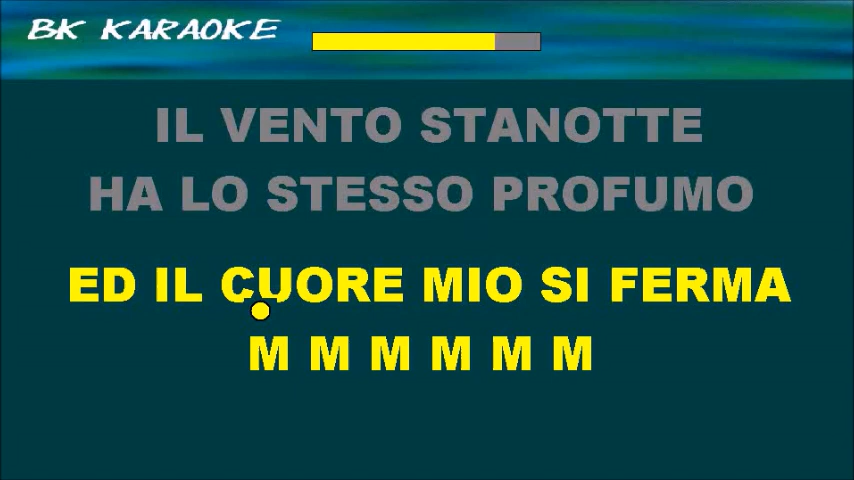 BK KARAOKE
IL VENTO STANOTTE
HA LO STESSO PROFUMO
ED IL CUORE MIO SI FERMA
M M M M M M